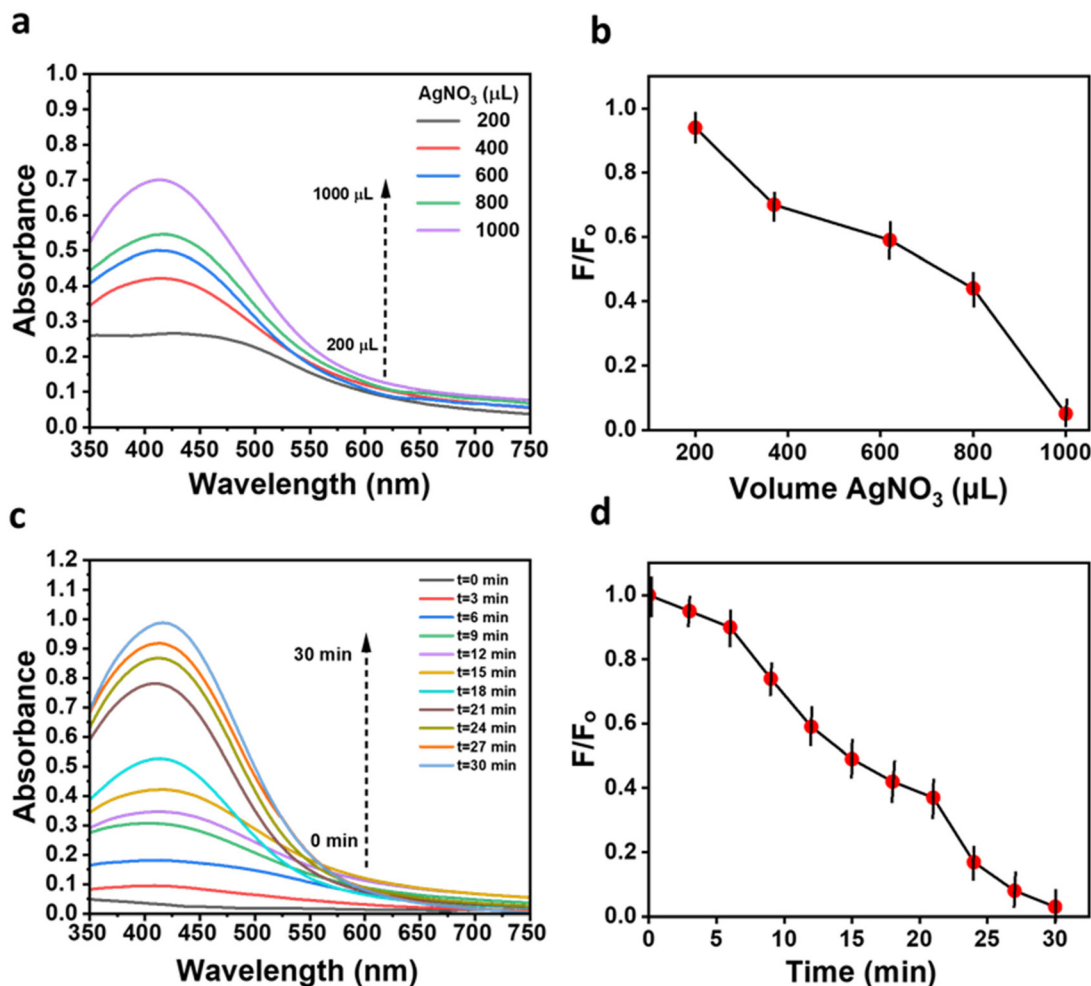 a
Absorbance
1.0
0.9
0.8
0.7
0.6
0.5
0.4
0.3
0.2
0.1
0.0
350 400 450 500 550 600 650 700 750
Wavelength (nm)
AgNO₃ (μL)
200
400
600
800
1000
1000 μL
200 μL
b
F/Fₒ
1.0
0.8
0.6
0.4
0.2
0.0
200 400 600 800 1000
Volume AgNO₃ (μL)
c
Absorbance
1.2
1.1
1.0
0.9
0.8
0.7
0.6
0.5
0.4
0.3
0.2
0.1
0.0
350 400 450 500 550 600 650 700 750
Wavelength (nm)
t=0 min
t=3 min
t=6 min
t=9 min
t=12 min
t=15 min
t=18 min
t=21 min
t=24 min
t=27 min
t=30 min
30 min
0 min
d
F/Fₒ
1.0
0.8
0.6
0.4
0.2
0.0
0 5 10 15 20 25 30
Time (min)